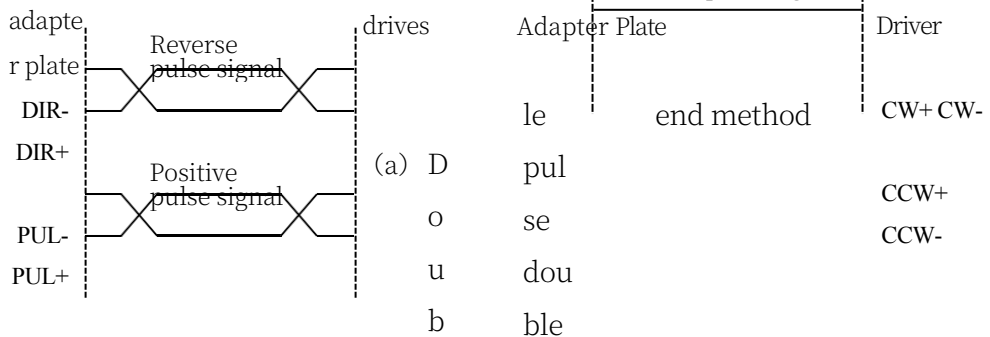 adapte
r plate
drives
Reverse
pulse signal
DIR-
DIR+
Positive
pulse signal
PUL-
PUL+
(a) D
o
u
b
Adapter Plate
Driver
le
pul
se
dou
ble
end method
CW+ CW-
CCW+
CCW-